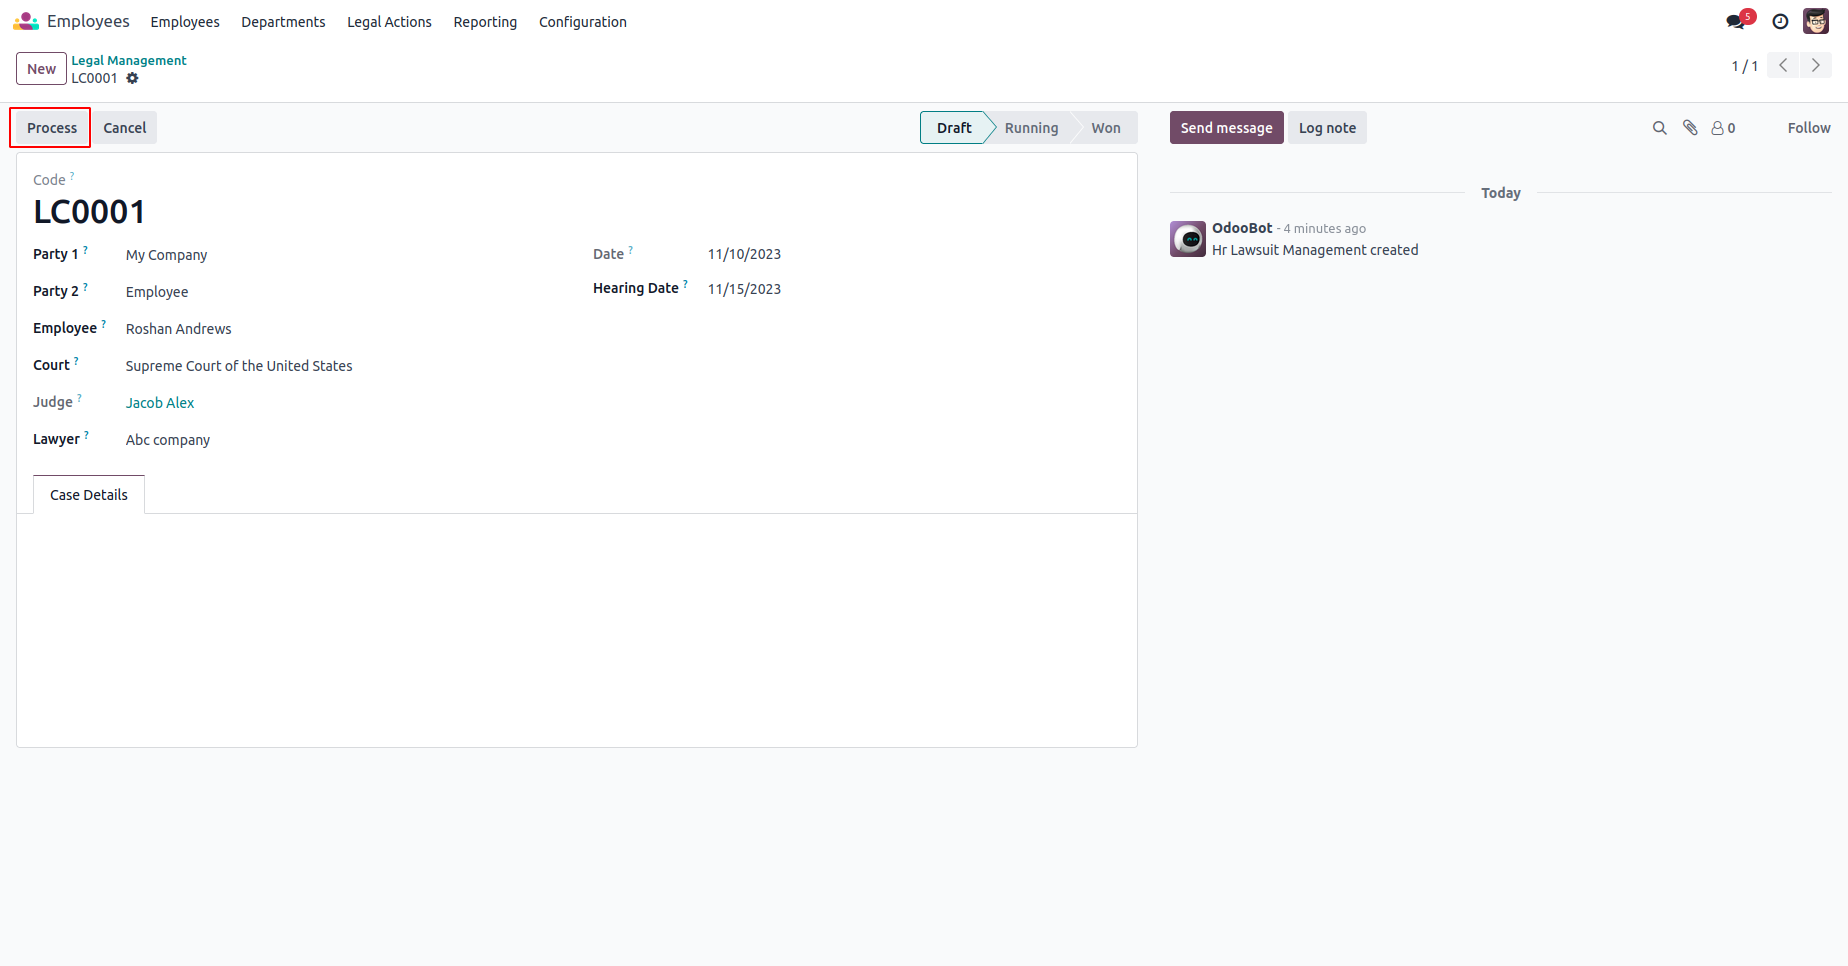 Employees Employees Departments Legal Actions Reporting Configuration 5
New Legal Management
LC0001
1 / 1
Process Cancel Draft Running Won Send message Log note 0 Follow
Code ?
LC0001
Party 1 ? My Company Date ? 11/10/2023
Party 2 ? Employee Hearing Date ? 11/15/2023
Employee ? Roshan Andrews
Court ? Supreme Court of the United States
Judge ? Jacob Alex
Lawyer ? Abc company
Case Details
Today
OdooBot - 4 minutes ago
Hr Lawsuit Management created